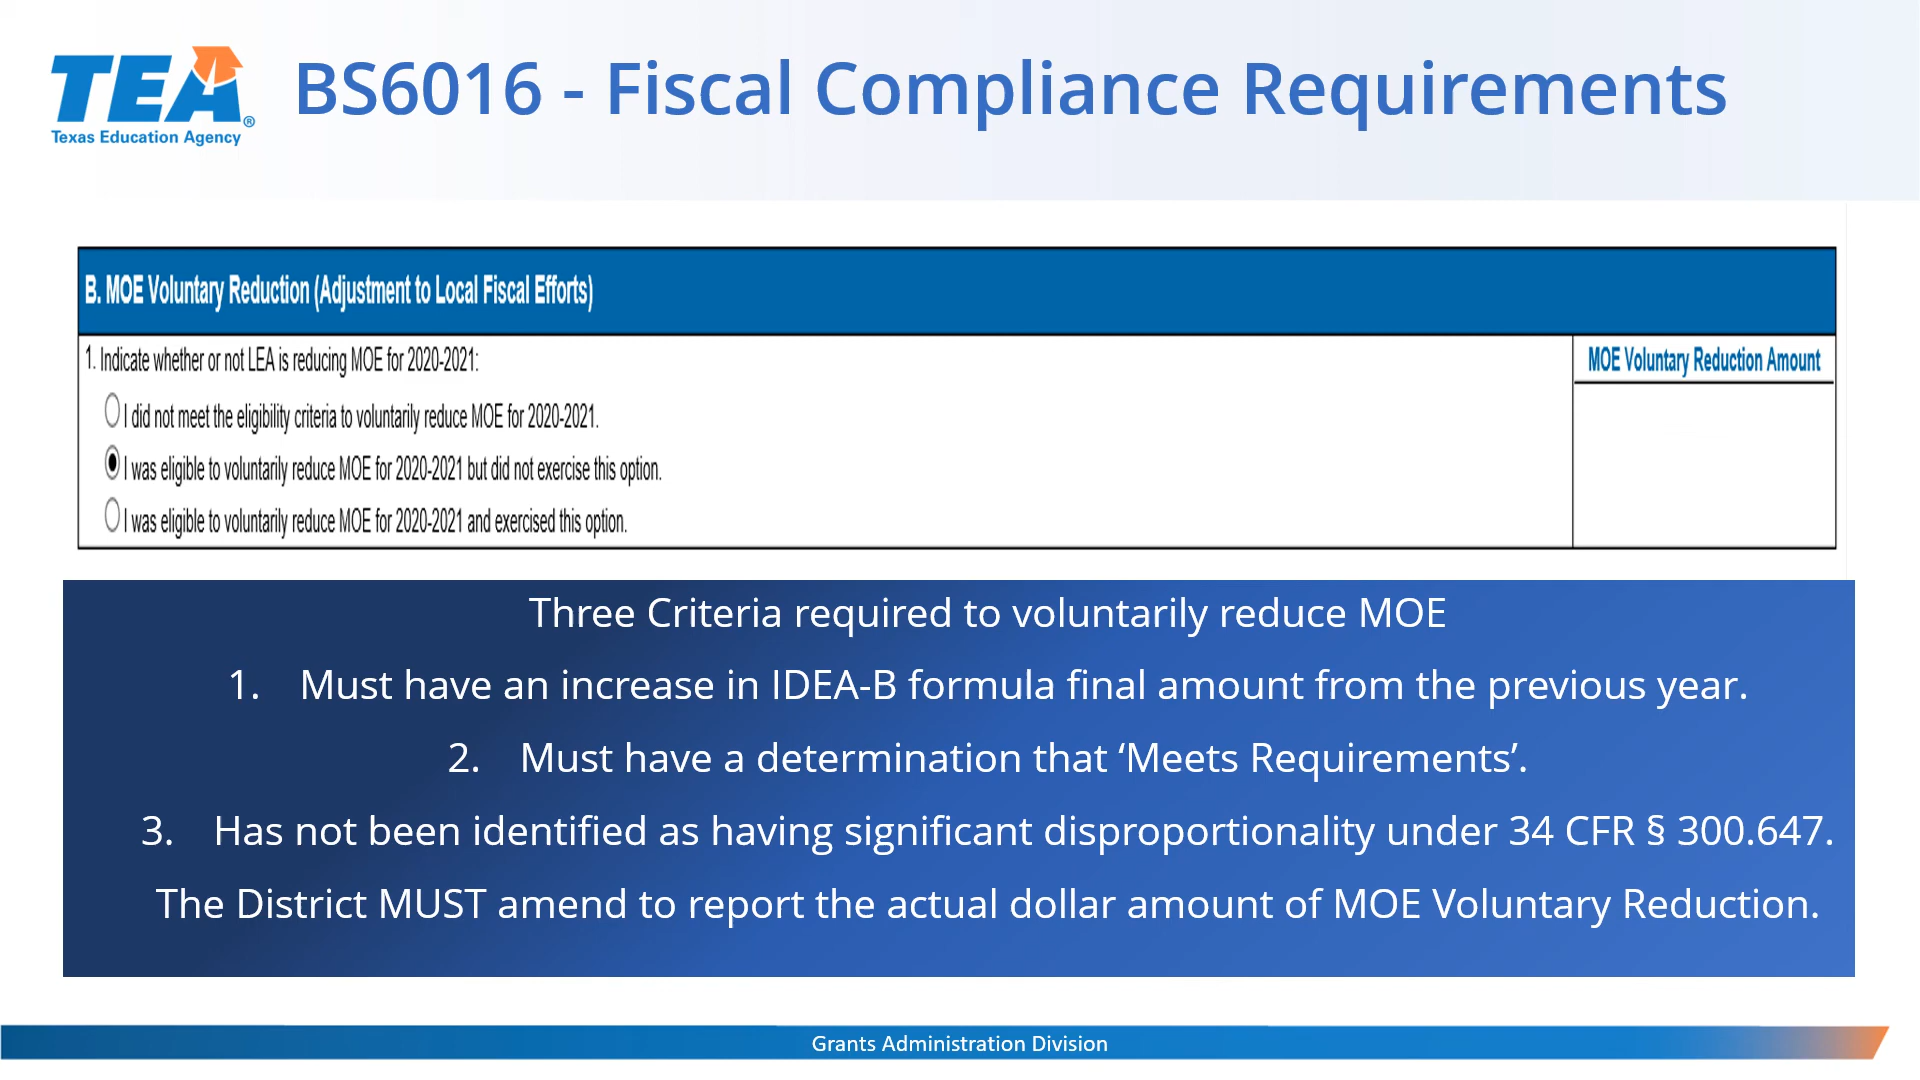 TEA®
Texas Education Agency
BS6016 - Fiscal Compliance Requirements
B. MOE Voluntary Reduction (Adjustment to Local Fiscal Efforts)
1. Indicate whether or not LEA is reducing MOE for 2020-2021:
MOE Voluntary Reduction Amount
I did not meet the eligibility criteria to voluntarily reduce MOE for 2020-2021.
I was eligible to voluntarily reduce MOE for 2020-2021 but did not exercise this option.
I was eligible to voluntarily reduce MOE for 2020-2021 and exercised this option.
Three Criteria required to voluntarily reduce MOE
1. Must have an increase in IDEA-B formula final amount from the previous year.
2. Must have a determination that ‘Meets Requirements’.
3. Has not been identified as having significant disproportionality under 34 CFR § 300.647.
The District MUST amend to report the actual dollar amount of MOE Voluntary Reduction.
Grants Administration Division